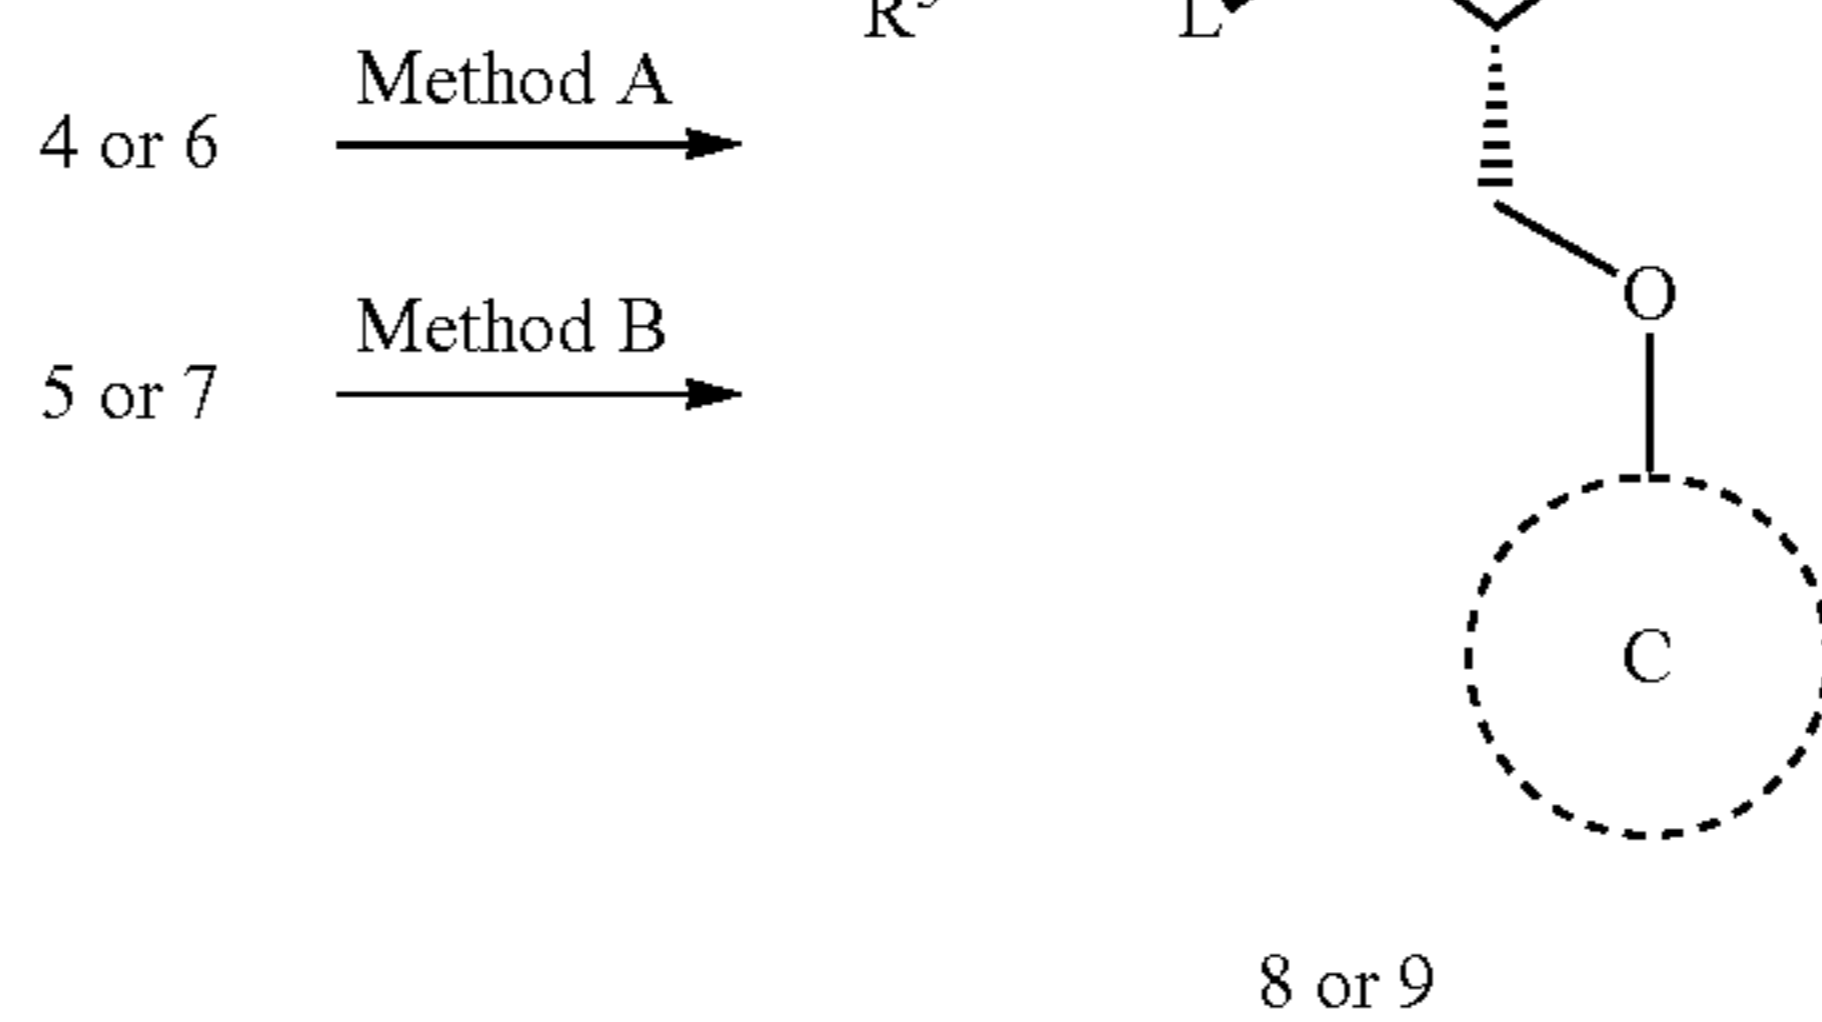 R L
Method A
4 or 6
O
Method B
5 or 7
C
8 or 9